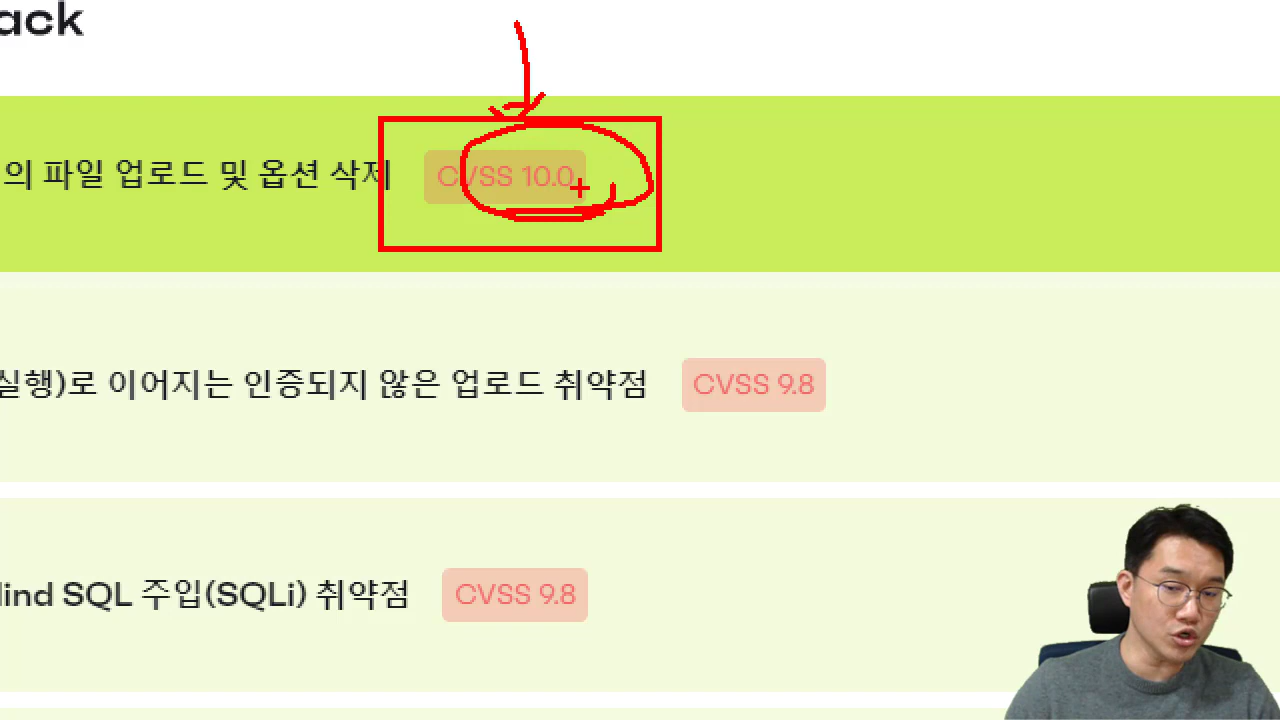 ack
의 파일 업로드 및 옵션 삭제 CVSS 10.0
실행)로 이어지는 인증되지 않은 업로드 취약점 CVSS 9.8
lind SQL 주입(SQLi) 취약점 CVSS 9.8